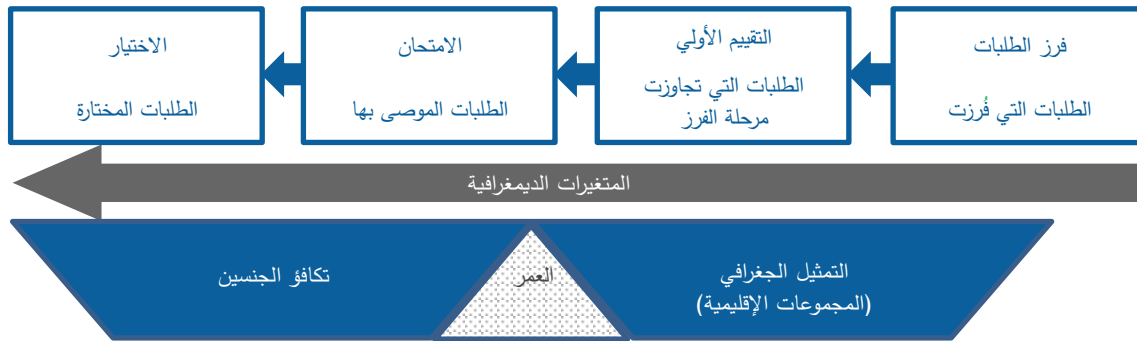 فرز الطلبات
الطلبات التي فُرزت
التقييم الأولي
الطلبات التي تجاوزت
مرحلة الفرز
الامتحان
الطلبات الموصى بها
الاختيار
الطلبات المختارة
المتغيرات الديمغرافية
التمثيل الجغرافي
(المجموعات الإقليمية)
العمر
تكافؤ الجنسين